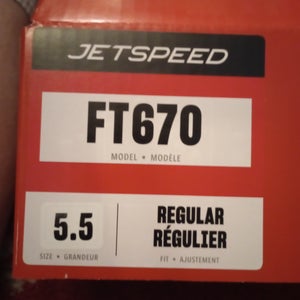 JETSPEED
FT670
MODEL • MODÈLE
5.5
SIZE • GRANDEUR
REGULAR
RÉGULIER
FIT • AJUSTEMENT